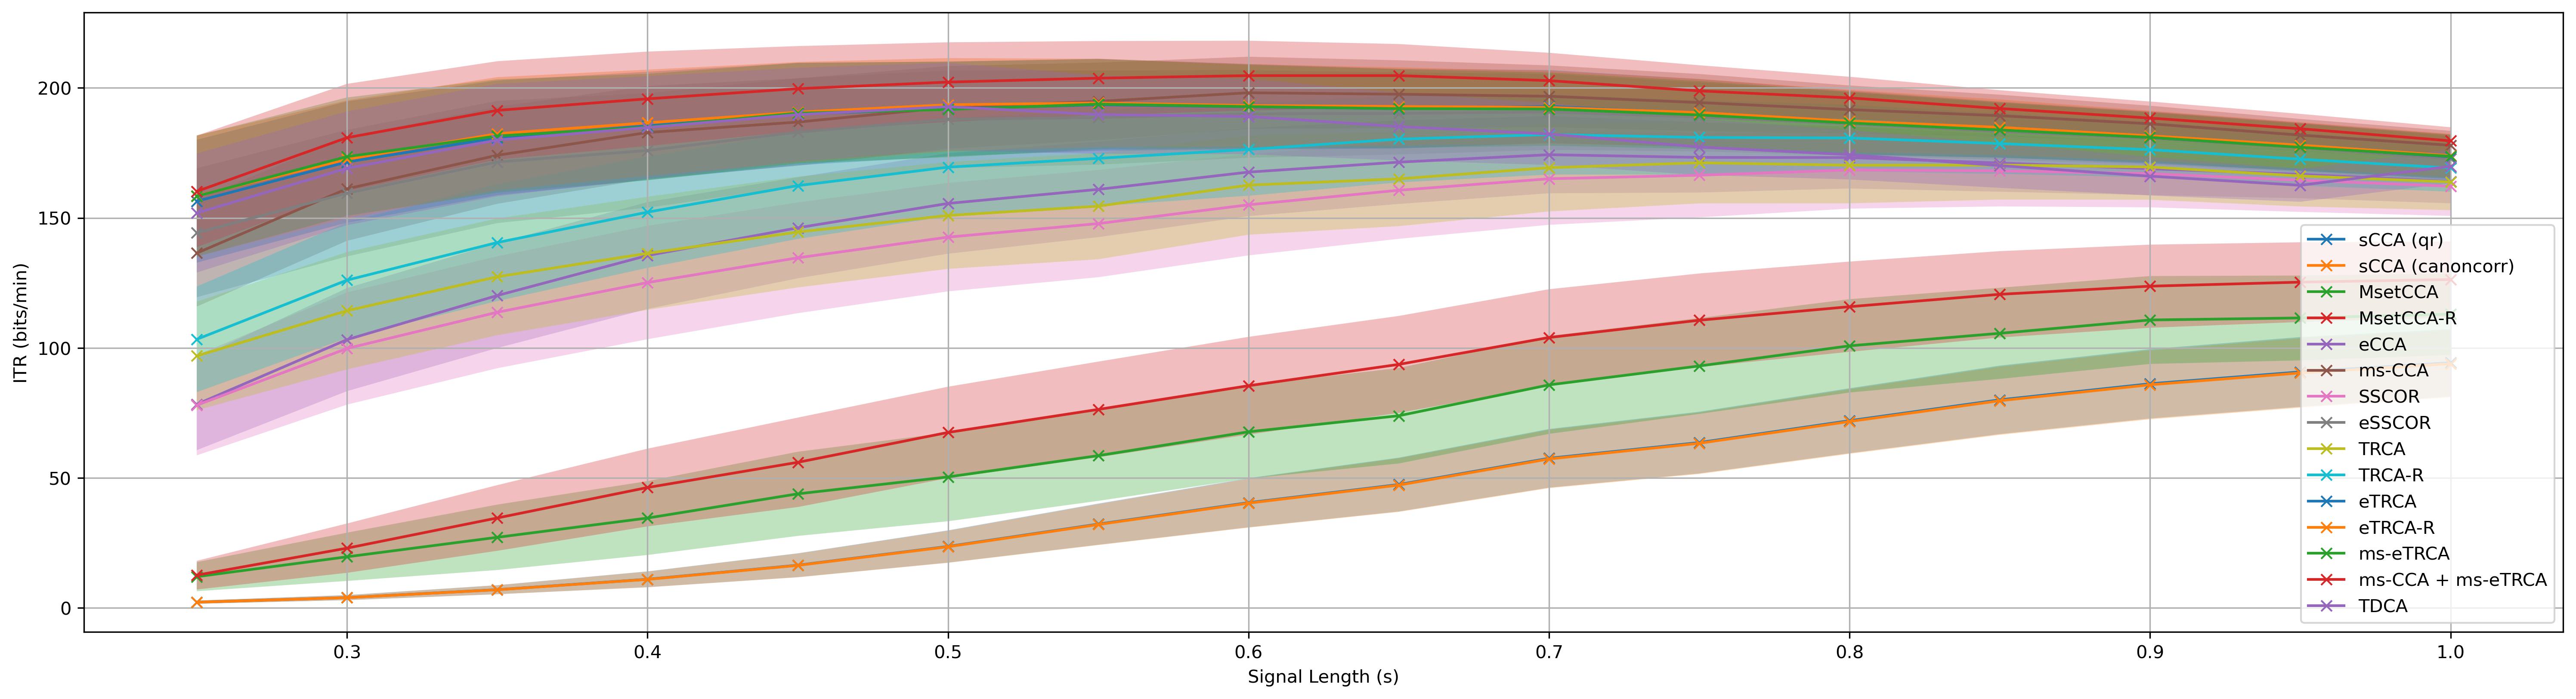 ITR (bits/min)
200
150
100
50
0
0.3 0.4 0.5 0.6 0.7 0.8 0.9 1.0
Signal Length (s)
sCCA (qr)
sCCA (canoncorr)
MsetCCA
MsetCCA-R
eCCA
ms-CCA
SSCOR
eSSCOR
TRCA
TRCA-R
eTRCA
eTRCA-R
ms-eTRCA
ms-CCA + ms-eTRCA
TDCA